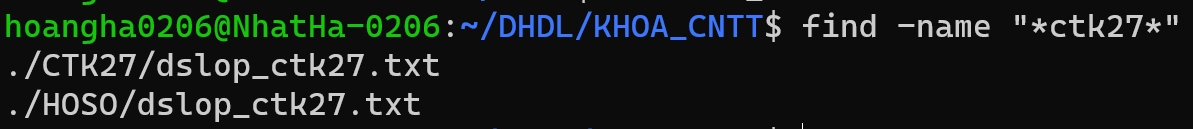 hoangha0206@NhatHa-0206:~/DHDL/KHOA_CNTT$ find -name "*ctk27*"
./CTK27/dslop_ctk27.txt
./HOSO/dslop_ctk27.txt